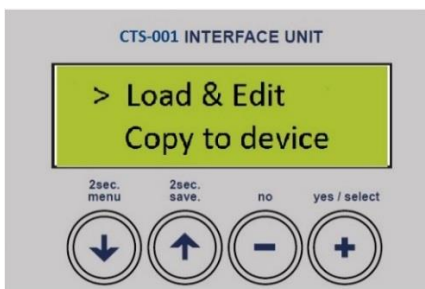 CTS-001 INTERFACE UNIT
> Load & Edit
Copy to device
2sec. menu
2sec. save.
no
yes / select